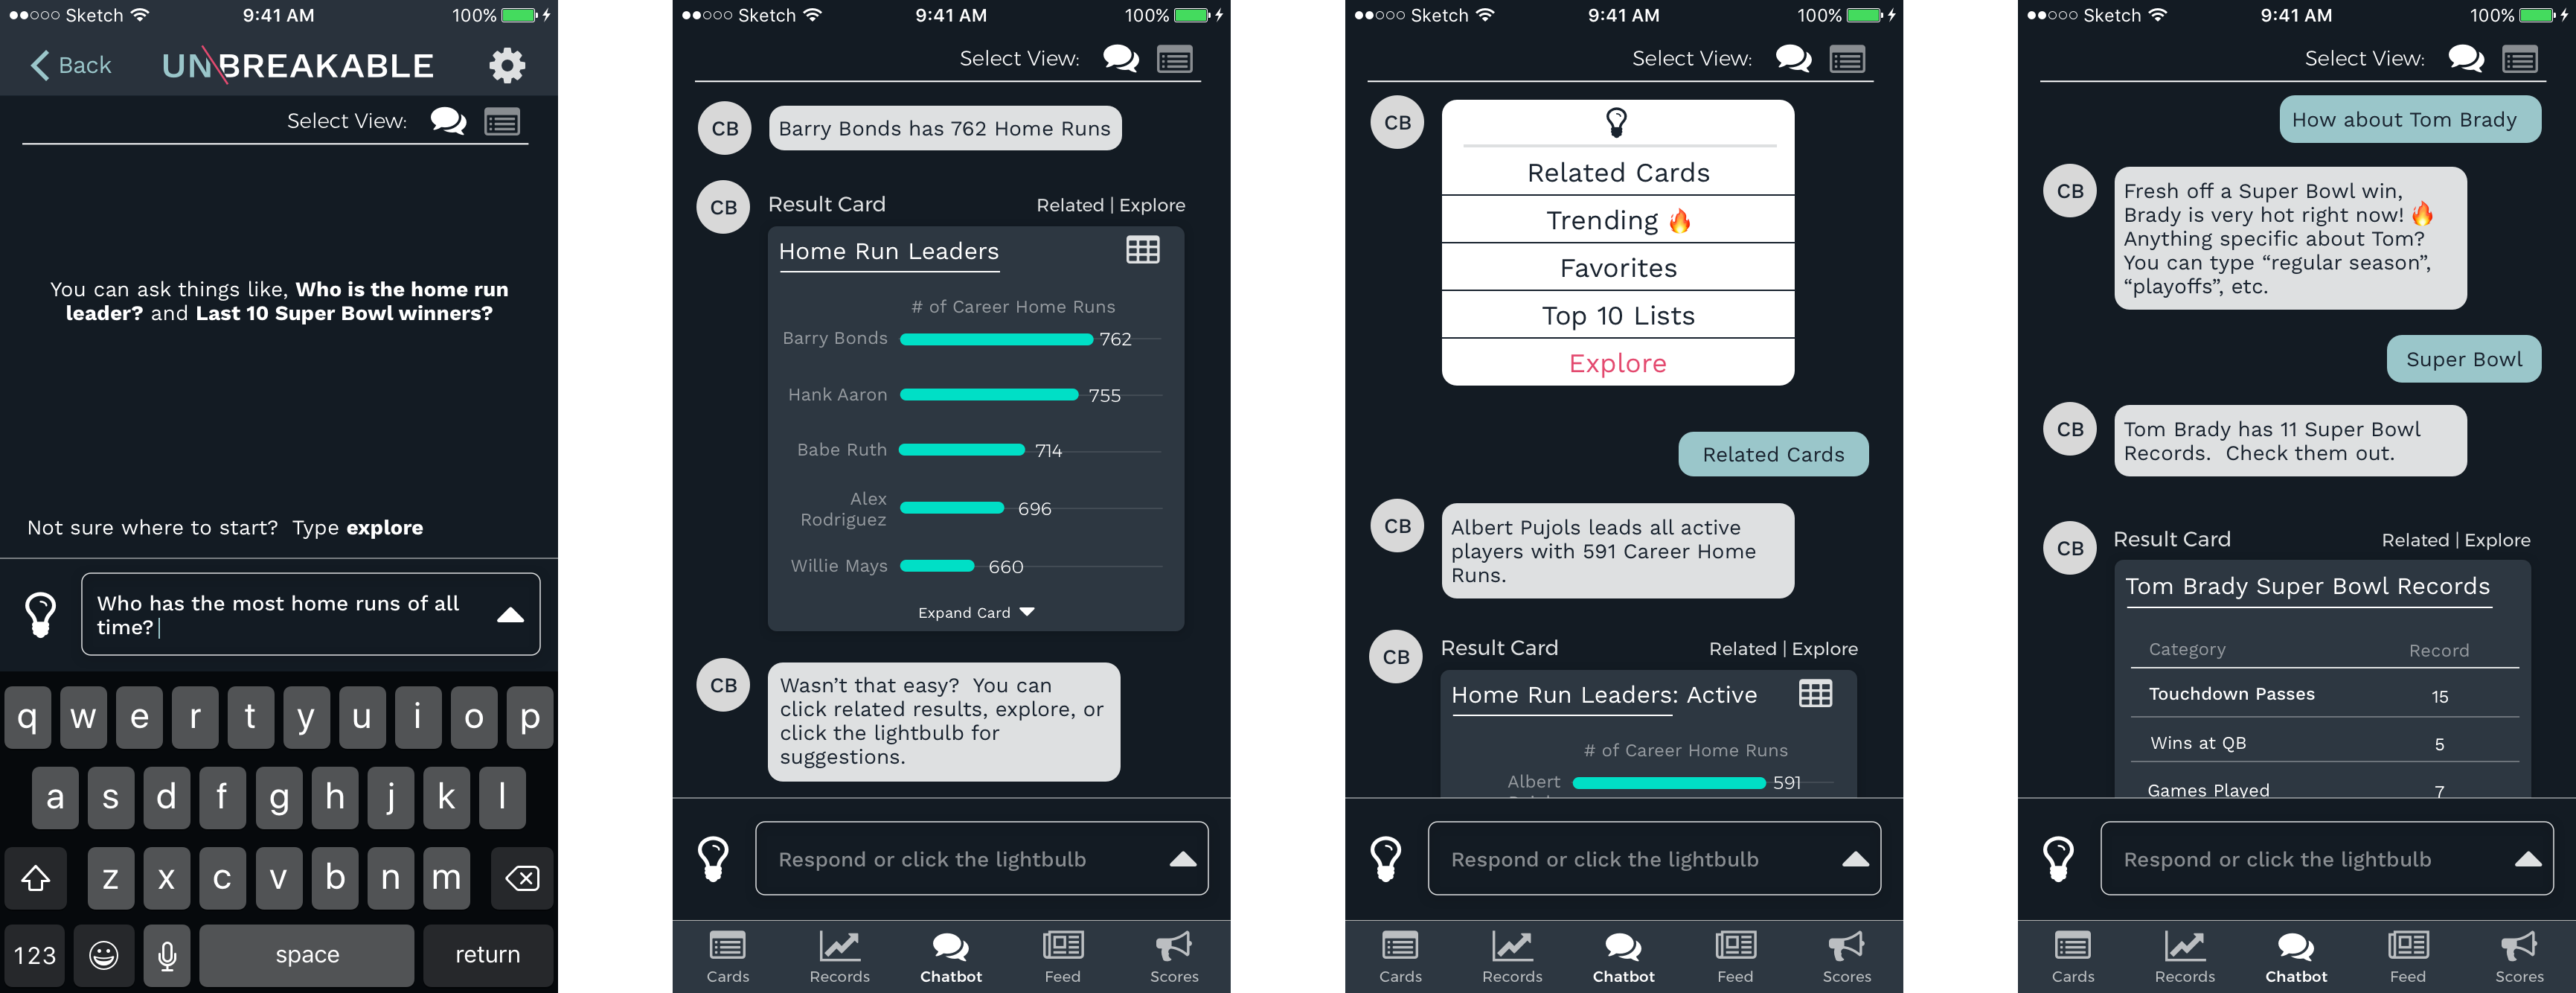 Sketch 9:41 AM 100%
Back UNBREAKABLE
Select View:
You can ask things like, Who is the home run
leader? and Last 10 Super Bowl winners?
Not sure where to start? Type explore
Who has the most home runs of all
time?
q w e r t y u i o p
a s d f g h j k l
z x c v b n m
123 space return
Sketch 9:41 AM 100%
Select View:
CB Barry Bonds has 762 Home Runs
CB Result Card Related | Explore
Home Run Leaders
# of Career Home Runs
Barry Bonds 762
Hank Aaron 755
Babe Ruth 714
Alex
Rodriguez 696
Willie Mays 660
Expand Card
CB Wasn’t that easy? You can
click related results, explore, or
click the lightbulb for
suggestions.
Respond or click the lightbulb
Cards Records Chatbot Feed Scores
Sketch 9:41 AM 100%
Select View:
CB
Related Cards
Trending 🔥
Favorites
Top 10 Lists
Explore
Related Cards
CB Albert Pujols leads all active
players with 591 Career Home
Runs.
CB Result Card Related | Explore
Home Run Leaders: Active
# of Career Home Runs
Albert 591
Respond or click the lightbulb
Cards Records Chatbot Feed Scores
Sketch 9:41 AM 100%
Select View:
How about Tom Brady
CB Fresh off a Super Bowl win,
Brady is very hot right now! 🔥
Anything specific about Tom?
You can type “regular season”,
“playoffs”, etc.
Super Bowl
CB Tom Brady has 11 Super Bowl
Records. Check them out.
CB Result Card Related | Explore
Tom Brady Super Bowl Records
Category Record
Touchdown Passes 15
Wins at QB 5
Games Played 7
Respond or click the lightbulb
Cards Records Chatbot Feed Scores